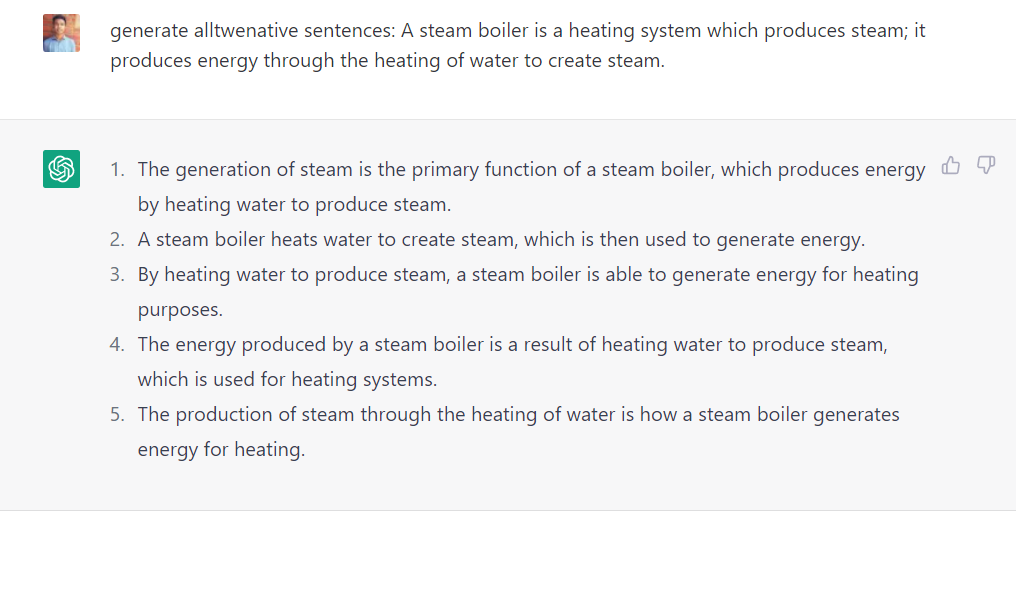 generate alltwenative sentences: A steam boiler is a heating system which produces steam; it
produces energy through the heating of water to create steam.
1. The generation of steam is the primary function of a steam boiler, which produces energy
by heating water to produce steam.
2. A steam boiler heats water to create steam, which is then used to generate energy.
3. By heating water to produce steam, a steam boiler is able to generate energy for heating
purposes.
4. The energy produced by a steam boiler is a result of heating water to produce steam,
which is used for heating systems.
5. The production of steam through the heating of water is how a steam boiler generates
energy for heating.